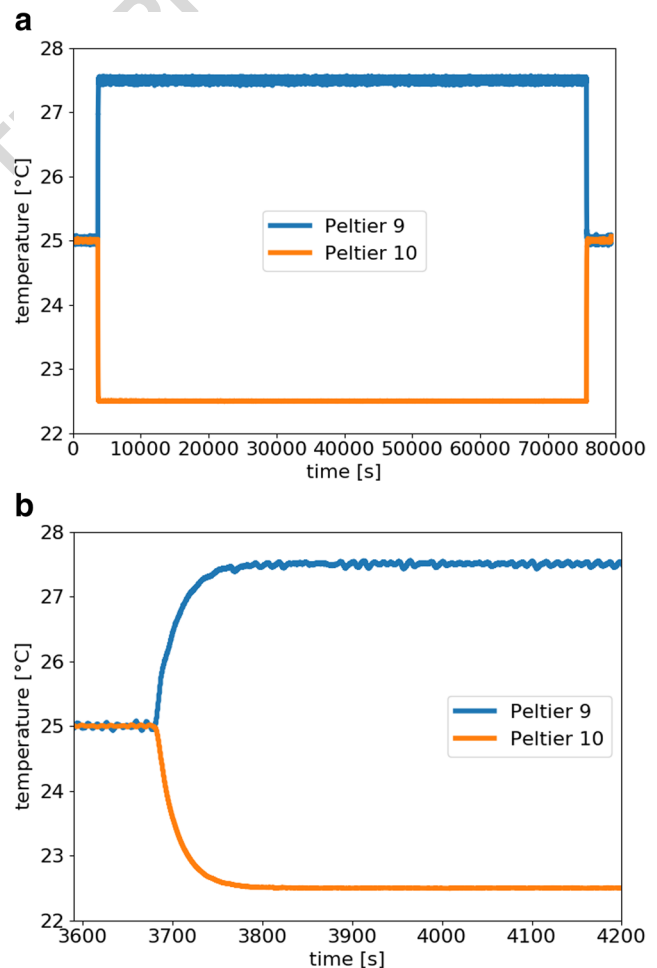 a
28
27
26
25
24
23
22
temperature [°C]
Peltier 9
Peltier 10
0 10000 20000 30000 40000 50000 60000 70000 80000
time [s]
b
28
27
26
25
24
23
22
temperature [°C]
Peltier 9
Peltier 10
3600 3700 3800 3900 4000 4100 4200
time [s]